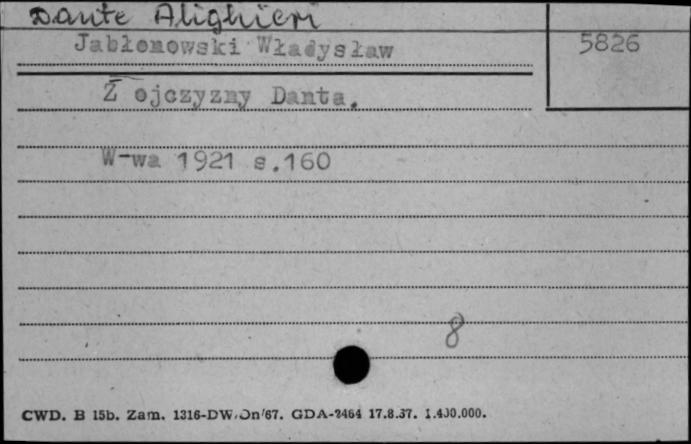 Dante Alighieri
Jabłonowski Władysław
5826
Z ojczyzny Danta.
W-wa 1921 s.160
8
CWD. B 15b. Zam. 1316-DW/On/67. GDA-2464 17.8.67. 1.400.000.